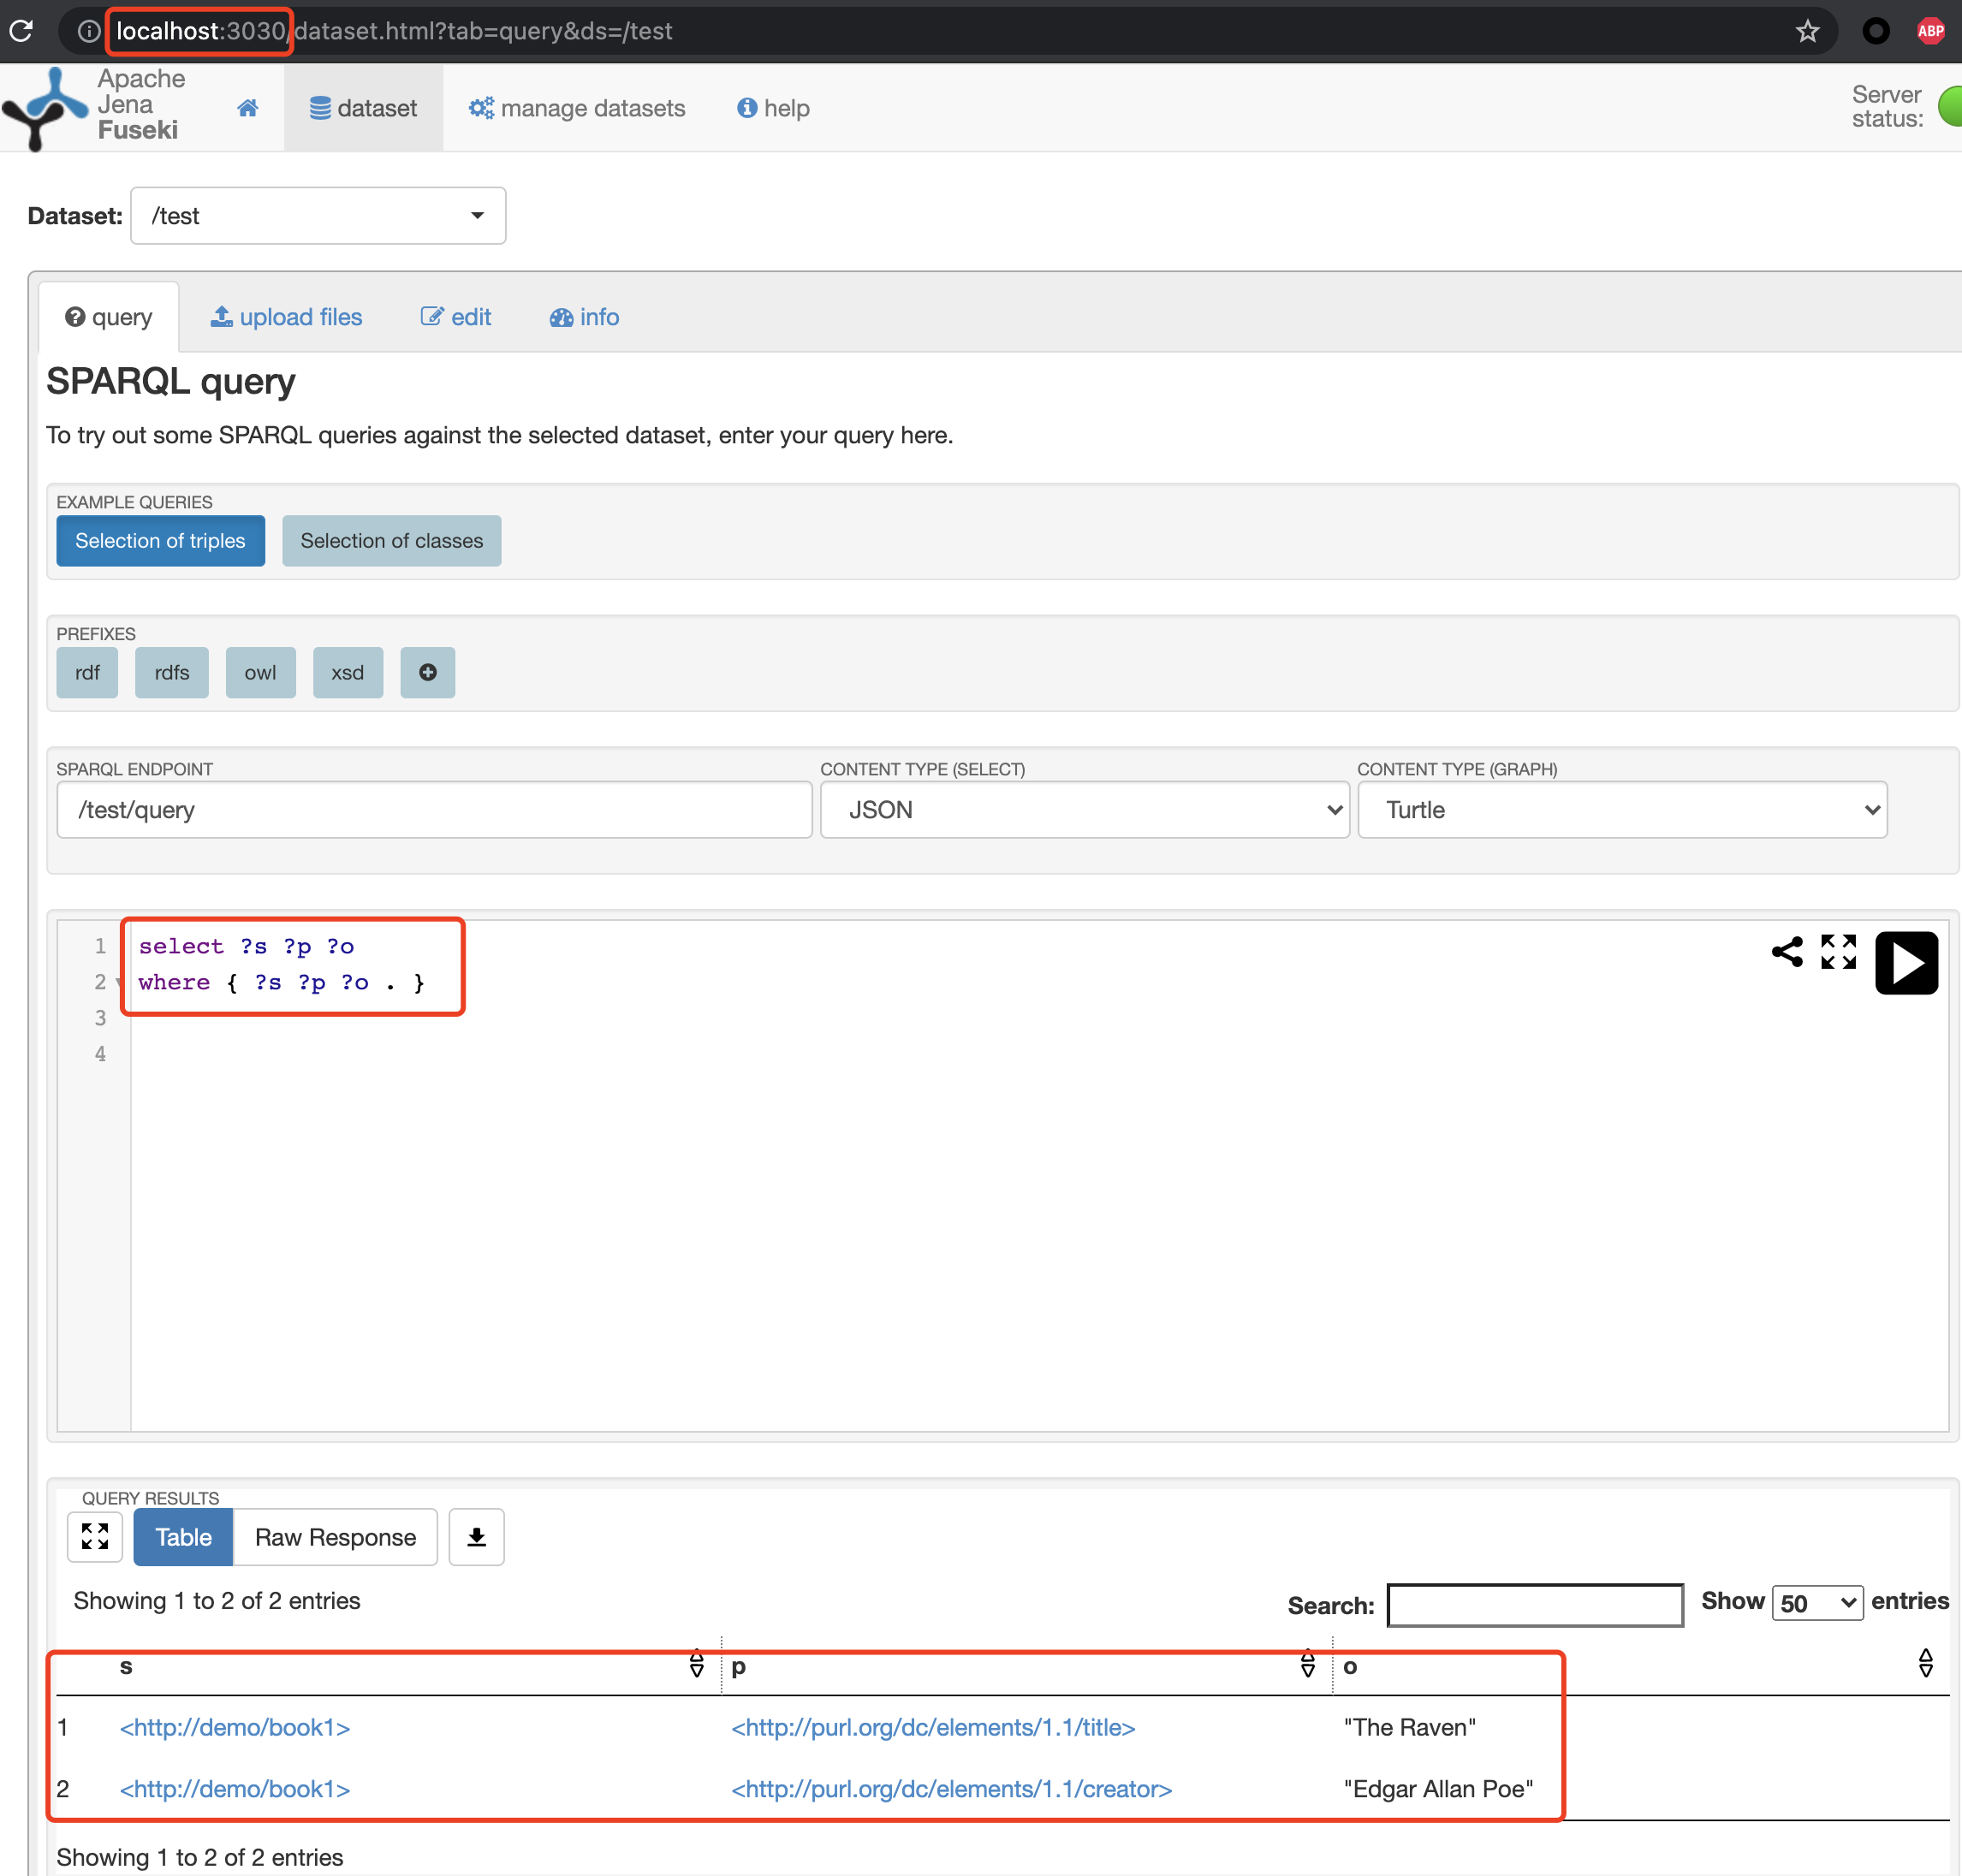 localhost:3030/dataset.html?tab=query&ds=/test
ABP
Apache
Jena
Fuseki
dataset
manage datasets
help
Server
status:
Dataset:
/test
query
upload files
edit
info
SPARQL query
To try out some SPARQL queries against the selected dataset, enter your query here.
EXAMPLE QUERIES
Selection of triples
Selection of classes
PREFIXES
rdf
rdfs
owl
xsd
SPARQL ENDPOINT
CONTENT TYPE (SELECT)
CONTENT TYPE (GRAPH)
/test/query
JSON
Turtle
1 select ?s ?p ?o
2 where { ?s ?p ?o . }
3
4
QUERY RESULTS
Table
Raw Response
Showing 1 to 2 of 2 entries
Search:
Show 50 entries
s p o
1 <http://demo/book1> <http://purl.org/dc/elements/1.1/title> "The Raven"
2 <http://demo/book1> <http://purl.org/dc/elements/1.1/creator> "Edgar Allan Poe"
Showing 1 to 2 of 2 entries